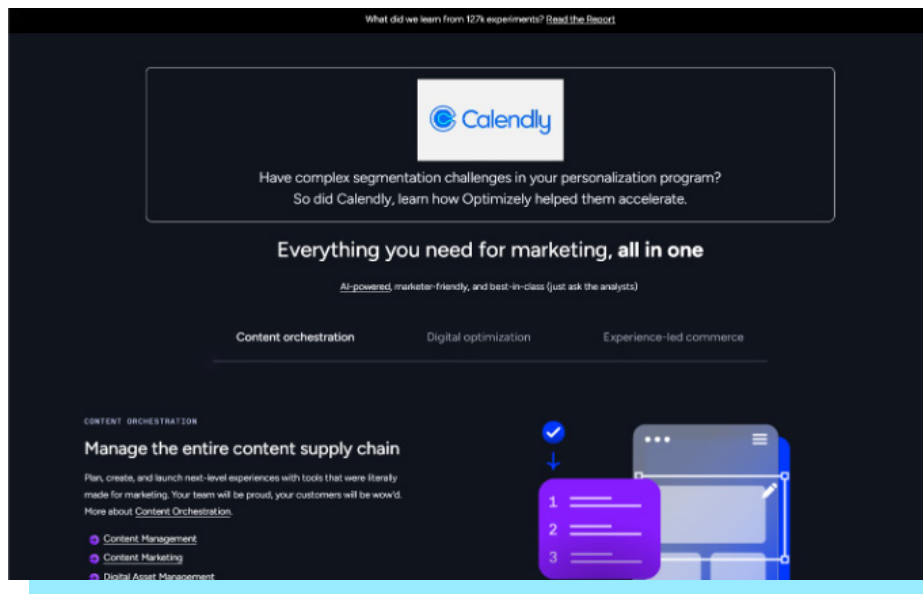 What did we learn from 127k experiments? Read the Report
Calendly
Have complex segmentation challenges in your personalization program?
So did Calendly, learn how Optimizely helped them accelerate.
Everything you need for marketing, all in one
AI-powered, marketer-friendly, and best-in-class (just ask the analysts)
Content orchestration Digital optimization Experience-led commerce
CONTENT ORCHESTRATION
Manage the entire content supply chain
Plan, create, and launch next-level experiences with tools that were literally
made for marketing. Your team will be proud, your customers will be wow'd.
More about Content Orchestration.
Content Management
Content Marketing
Digital Asset Management
1
2
3